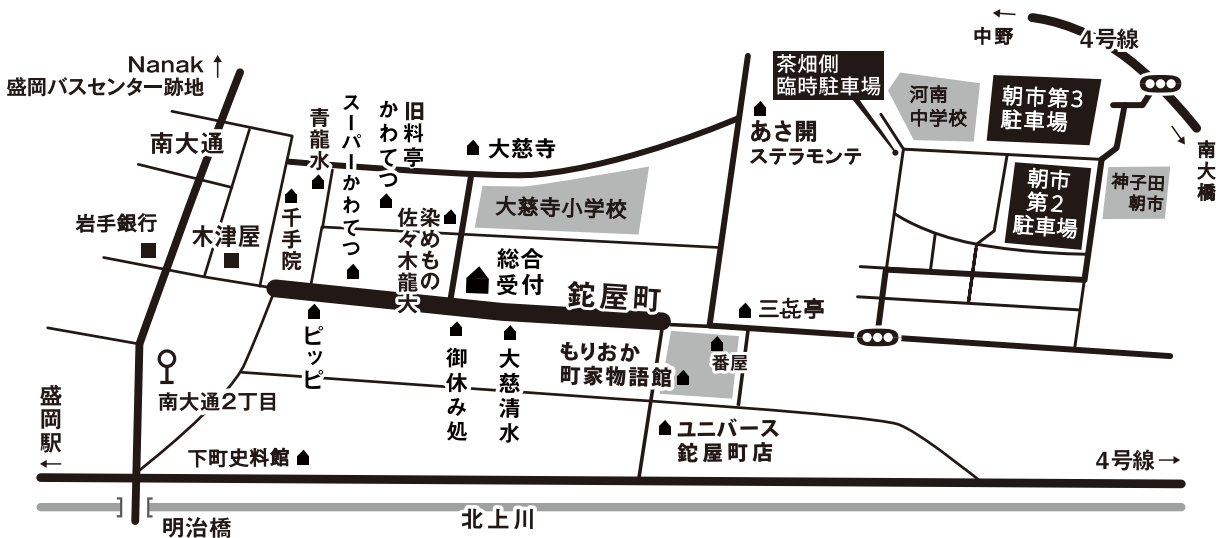 中野
4号線
Nanak
盛岡バスセンター跡地
茶畑側
臨時駐車場
河南
中学校
朝市第3
駐車場
南大橋
南大通
青龍水
スーパーかわてつ
かわてつ
旧料亭
大慈寺
あさ開
ステラモンテ
朝市
第2
駐車場
神子田
朝市
岩手銀行
木津屋
千手院
佐々木龍大
染めもの
大慈寺小学校
総合
受付
鉈屋町
三㐂亭
ピッピ
御休み処
大慈清水
もりおか
町家物語館
番屋
南大通2丁目
盛岡駅
下町史料館
ユニバース
鉈屋町店
4号線
明治橋
北上川